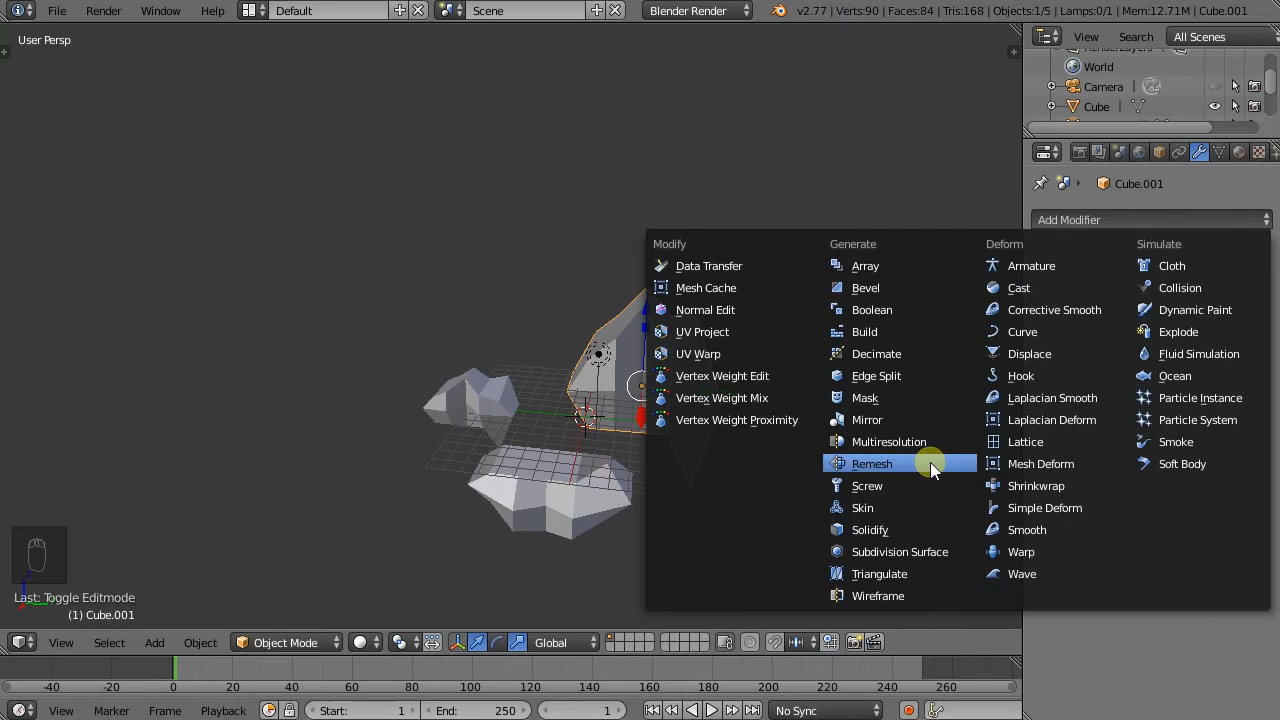 File Render Window Help Default Scene Blender Render v2.77 | Verts:90 | Faces:84 | Tris:168 | Objects:1/5 | Lamps:0/1 | Mem:12.71M | Cube.001
User Persp
View Search All Scenes
World
Camera
Cube
Cube.001
Add Modifier
Modify
Data Transfer
Mesh Cache
Normal Edit
UV Project
UV Warp
Vertex Weight Edit
Vertex Weight Mix
Vertex Weight Proximity
Generate
Array
Bevel
Boolean
Build
Decimate
Edge Split
Mask
Mirror
Multiresolution
Remesh
Screw
Skin
Solidify
Subdivision Surface
Triangulate
Wireframe
Deform
Armature
Cast
Corrective Smooth
Curve
Displace
Hook
Laplacian Smooth
Laplacian Deform
Lattice
Mesh Deform
Shrinkwrap
Simple Deform
Smooth
Warp
Wave
Simulate
Cloth
Collision
Dynamic Paint
Explode
Fluid Simulation
Ocean
Particle Instance
Particle System
Smoke
Soft Body
Last: Toggle Editmode
(1) Cube.001
View Select Add Object Object Mode Global
-40 -20 0 20 40 60 80 100 120 140 160 180 200 220 240 260
View Marker Frame Playback Start: 1 End: 250 1 No Sync